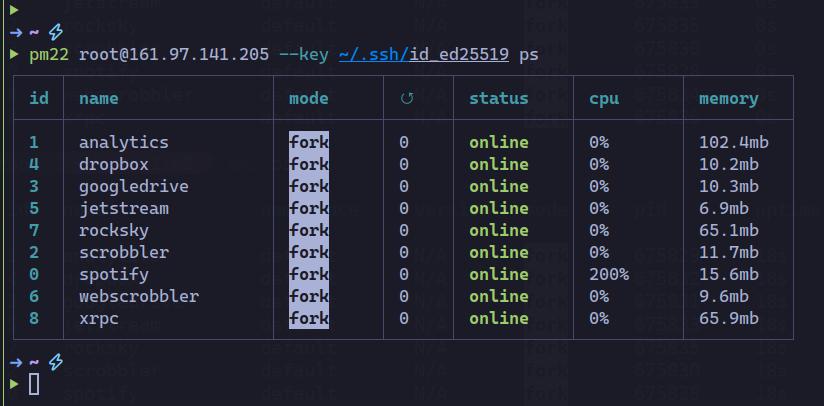 ➜ ~ ⚡
▶ pm22 root@161.97.141.205 --key ~/.ssh/id_ed25519 ps
id name mode ↺ status cpu memory
1 analytics fork 0 online 0% 102.4mb
4 dropbox fork 0 online 0% 10.2mb
3 googledrive fork 0 online 0% 10.3mb
5 jetstream fork 0 online 0% 6.9mb
7 rocksky fork 0 online 0% 65.1mb
2 scrobbler fork 0 online 0% 11.7mb
0 spotify fork 0 online 200% 15.6mb
6 webscrobbler fork 0 online 0% 9.6mb
8 xrpc fork 0 online 0% 65.9mb
➜ ~ ⚡
▶